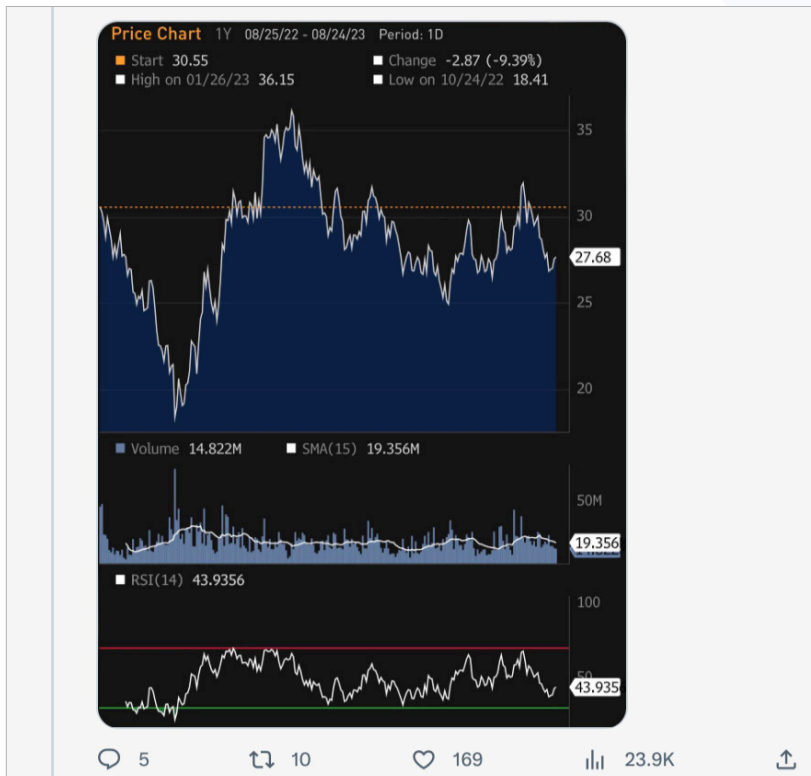 Price Chart 1Y 08/25/22 - 08/24/23 Period: 1D
Start 30.55 Change -2.87 (-9.39%)
High on 01/26/23 36.15 Low on 10/24/22 18.41
35
30
27.68
25
20
Volume 14.822M SMA(15) 19.356M
50M
19.356
RSI(14) 43.9356
100
50
43.935
5 10 169 23.9K